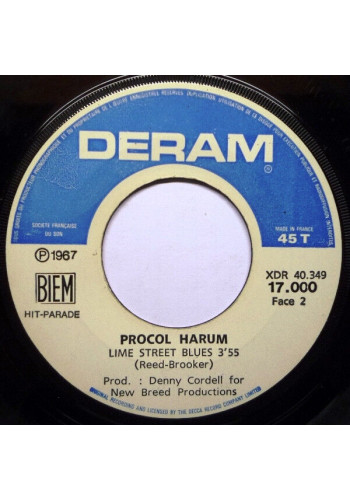 DERAM
SOCIETE FRANÇAISE
DU SON
MADE IN FRANCE
45 T
℗ 1967
BIEM
HIT-PARADE
XDR 40.349
17.000
Face 2
PROCOL HARUM
LIME STREET BLUES 3'55
(Reed-Brooker)
Prod. : Denny Cordell for
New Breed Productions
ORIGINAL RECORDING AND LICENSED BY THE DECCA RECORD COMPANY LIMITED LONDON